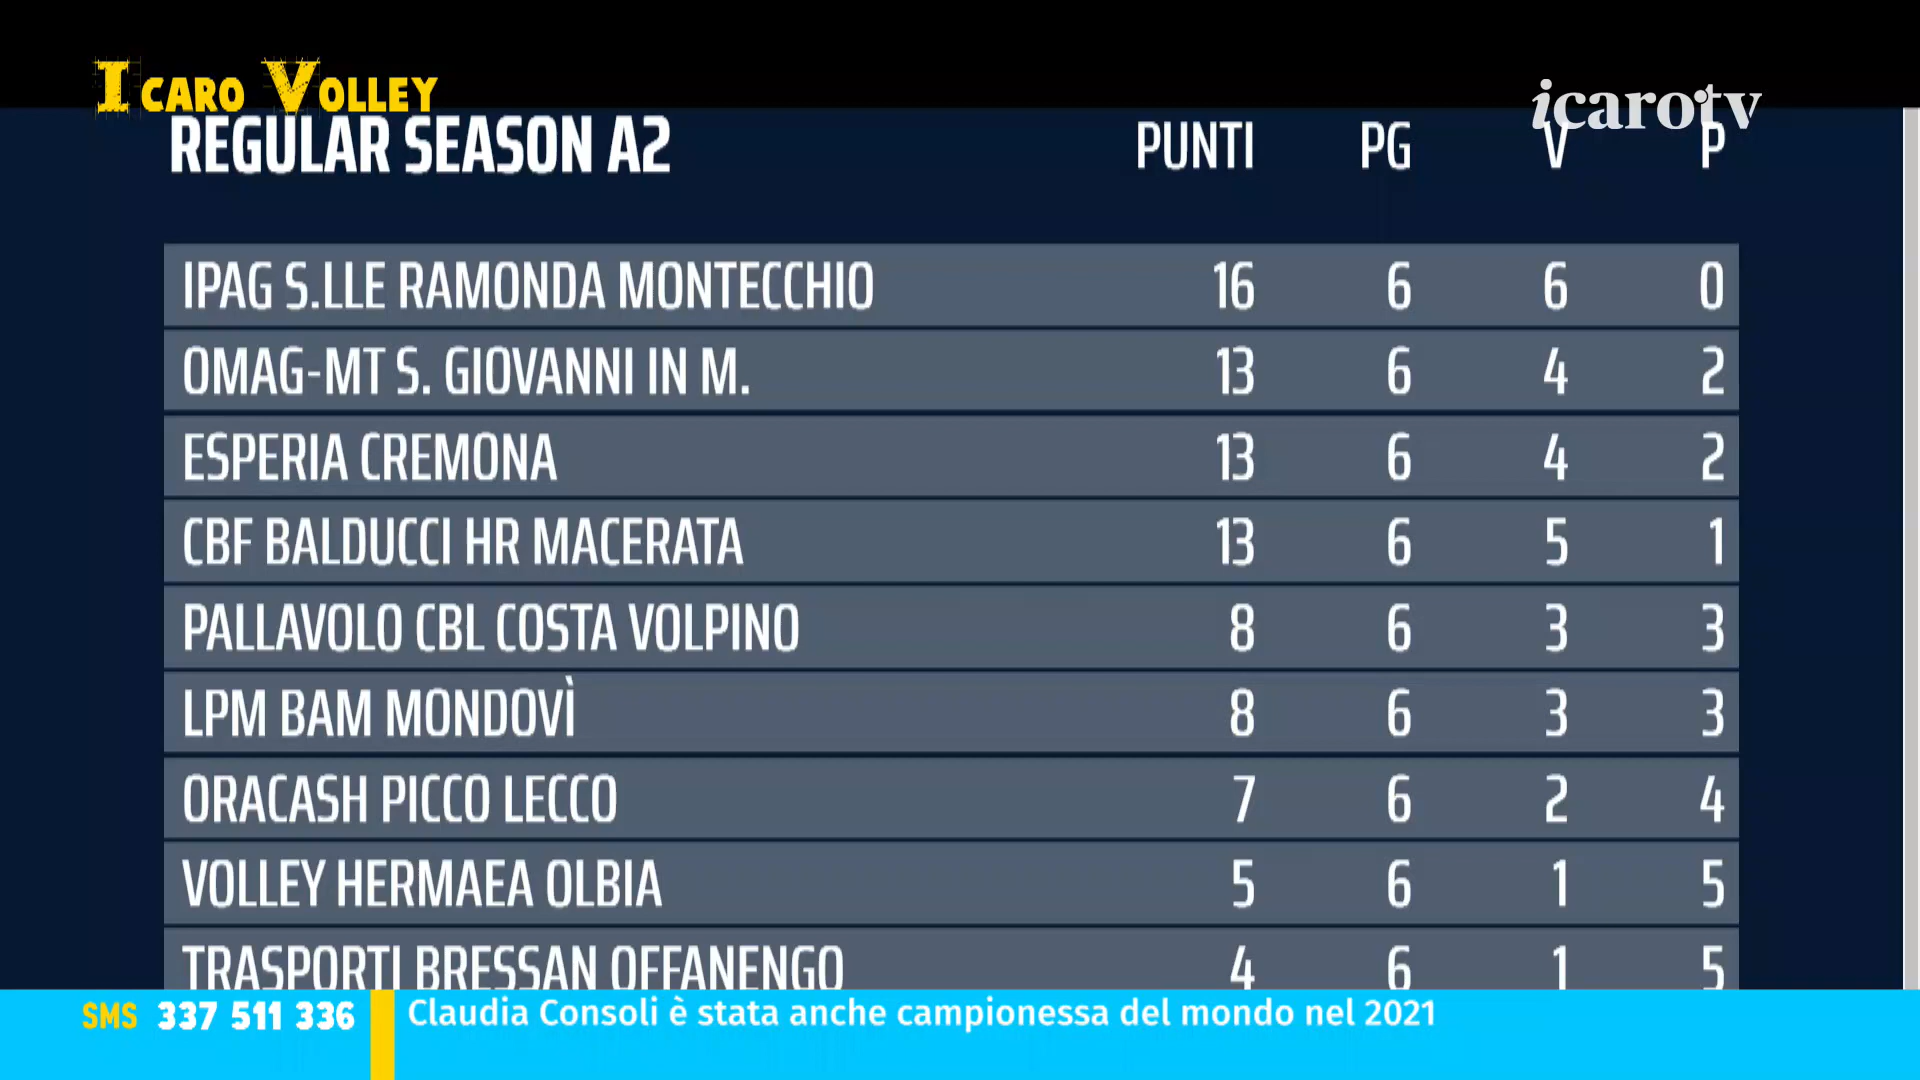 ICARO VOLLEY
icarotv
REGULAR SEASON A2 PUNTI PG V P
IPAG S.LLE RAMONDA MONTECCHIO 16 6 6 0
OMAG-MT S. GIOVANNI IN M. 13 6 4 2
ESPERIA CREMONA 13 6 4 2
CBF BALDUCCI HR MACERATA 13 6 5 1
PALLAVOLO CBL COSTA VOLPINO 8 6 3 3
LPM BAM MONDOVÌ 8 6 3 3
ORACASH PICCO LECCO 7 6 2 4
VOLLEY HERMAEA OLBIA 5 6 1 5
TRASPORTI BRESSAN OFFANENGO 4 6 1 5
SMS 337 511 336 Claudia Consoli è stata anche campionessa del mondo nel 2021